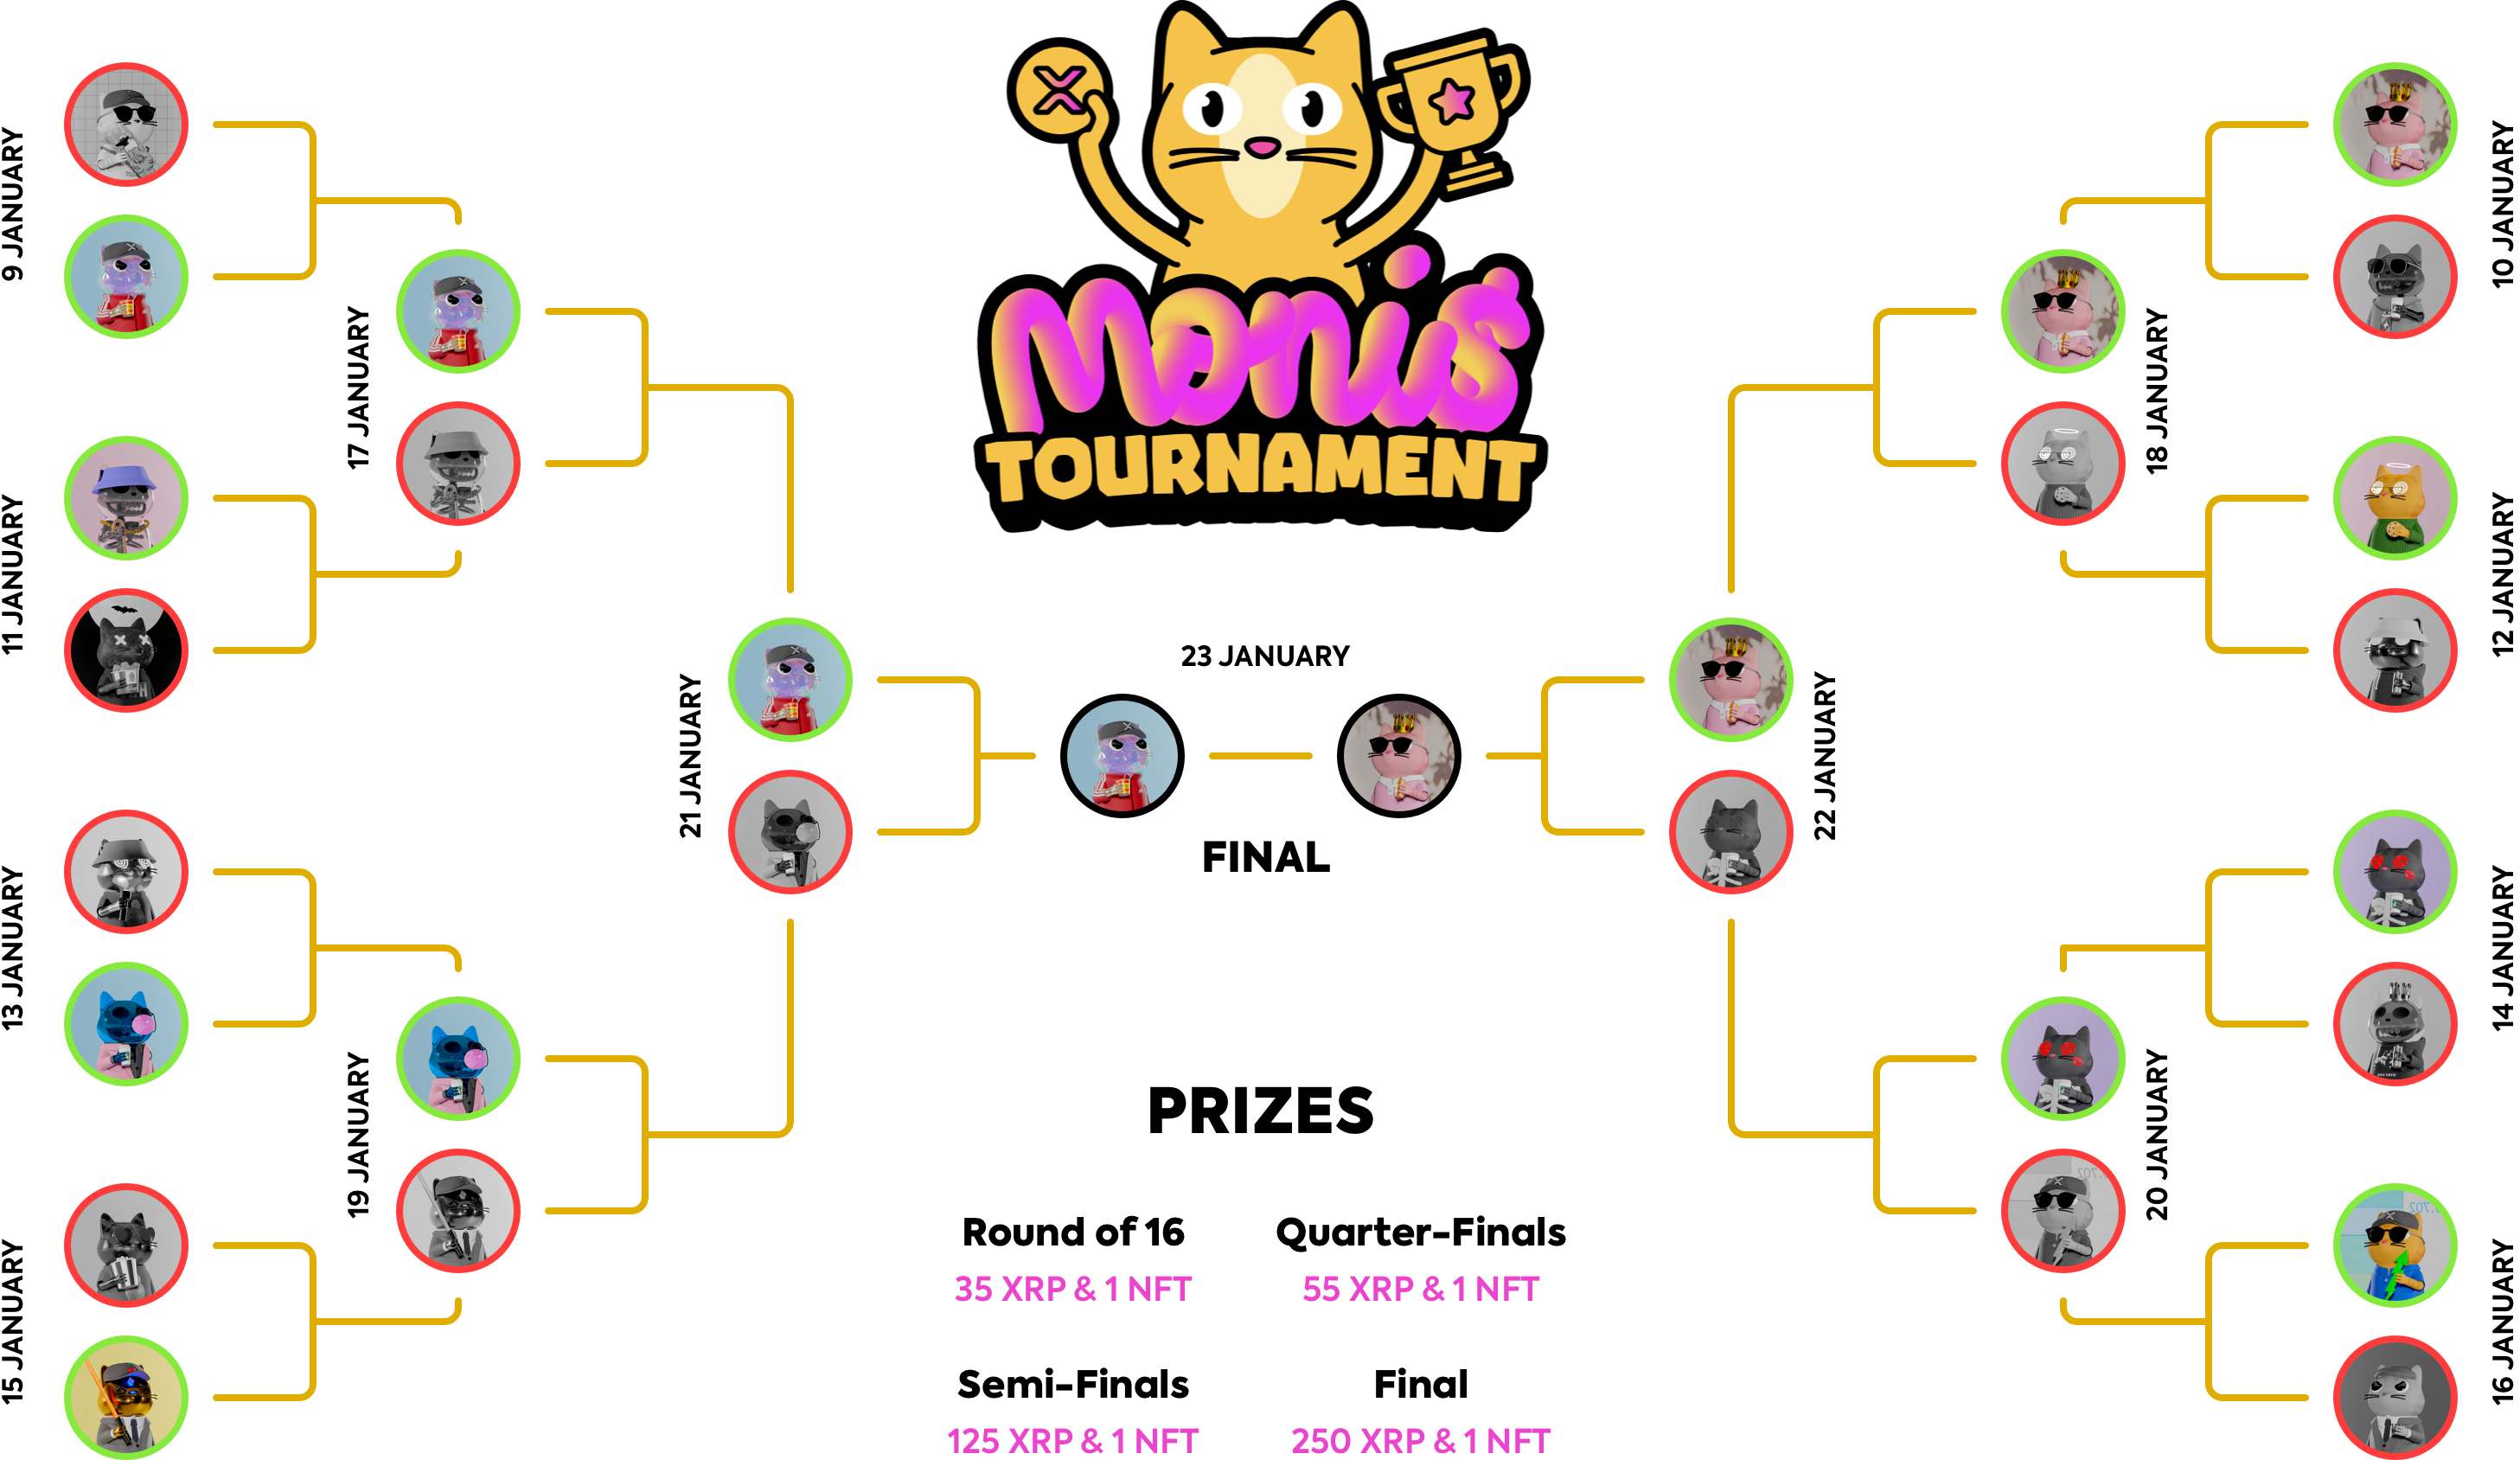 Monis
TOURNAMENT
9 JANUARY
11 JANUARY
13 JANUARY
15 JANUARY
17 JANUARY
19 JANUARY
21 JANUARY
23 JANUARY
FINAL
22 JANUARY
18 JANUARY
20 JANUARY
10 JANUARY
12 JANUARY
14 JANUARY
16 JANUARY
PRIZES
Round of 16
35 XRP & 1 NFT
Quarter-Finals
55 XRP & 1 NFT
Semi-Finals
125 XRP & 1 NFT
Final
250 XRP & 1 NFT